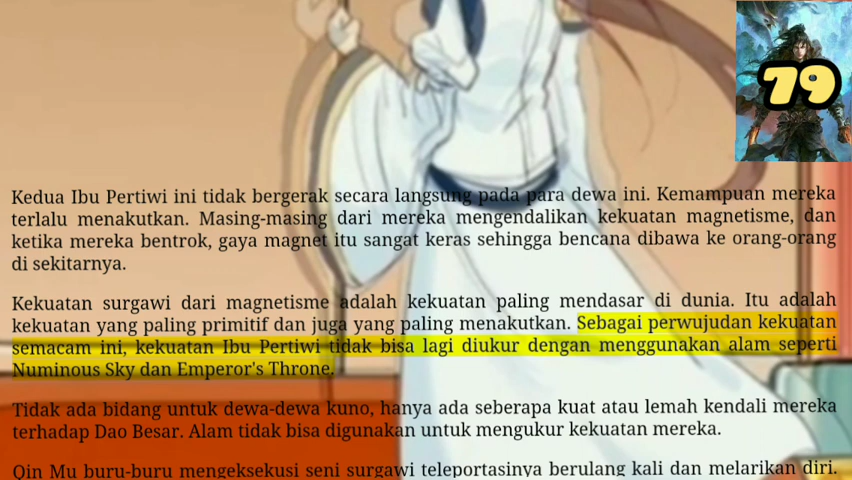 79
Kedua Ibu Pertiwi ini tidak bergerak secara langsung pada para dewa ini. Kemampuan mereka
terlalu menakutkan. Masing-masing dari mereka mengendalikan kekuatan magnetisme, dan
ketika mereka bentrok, gaya magnet itu sangat keras sehingga bencana dibawa ke orang-orang
di sekitarnya.
Kekuatan surgawi dari magnetisme adalah kekuatan paling mendasar di dunia. Itu adalah
kekuatan yang paling primitif dan juga yang paling menakutkan. Sebagai perwujudan kekuatan
semacam ini, kekuatan Ibu Pertiwi tidak bisa lagi diukur dengan menggunakan alam seperti
Numinous Sky dan Emperor's Throne.
Tidak ada bidang untuk dewa-dewa kuno, hanya ada seberapa kuat atau lemah kendali mereka
terhadap Dao Besar. Alam tidak bisa digunakan untuk mengukur kekuatan mereka.
Qin Mu buru-buru mengeksekusi seni surgawi teleportasinya berulang kali dan melarikan diri.